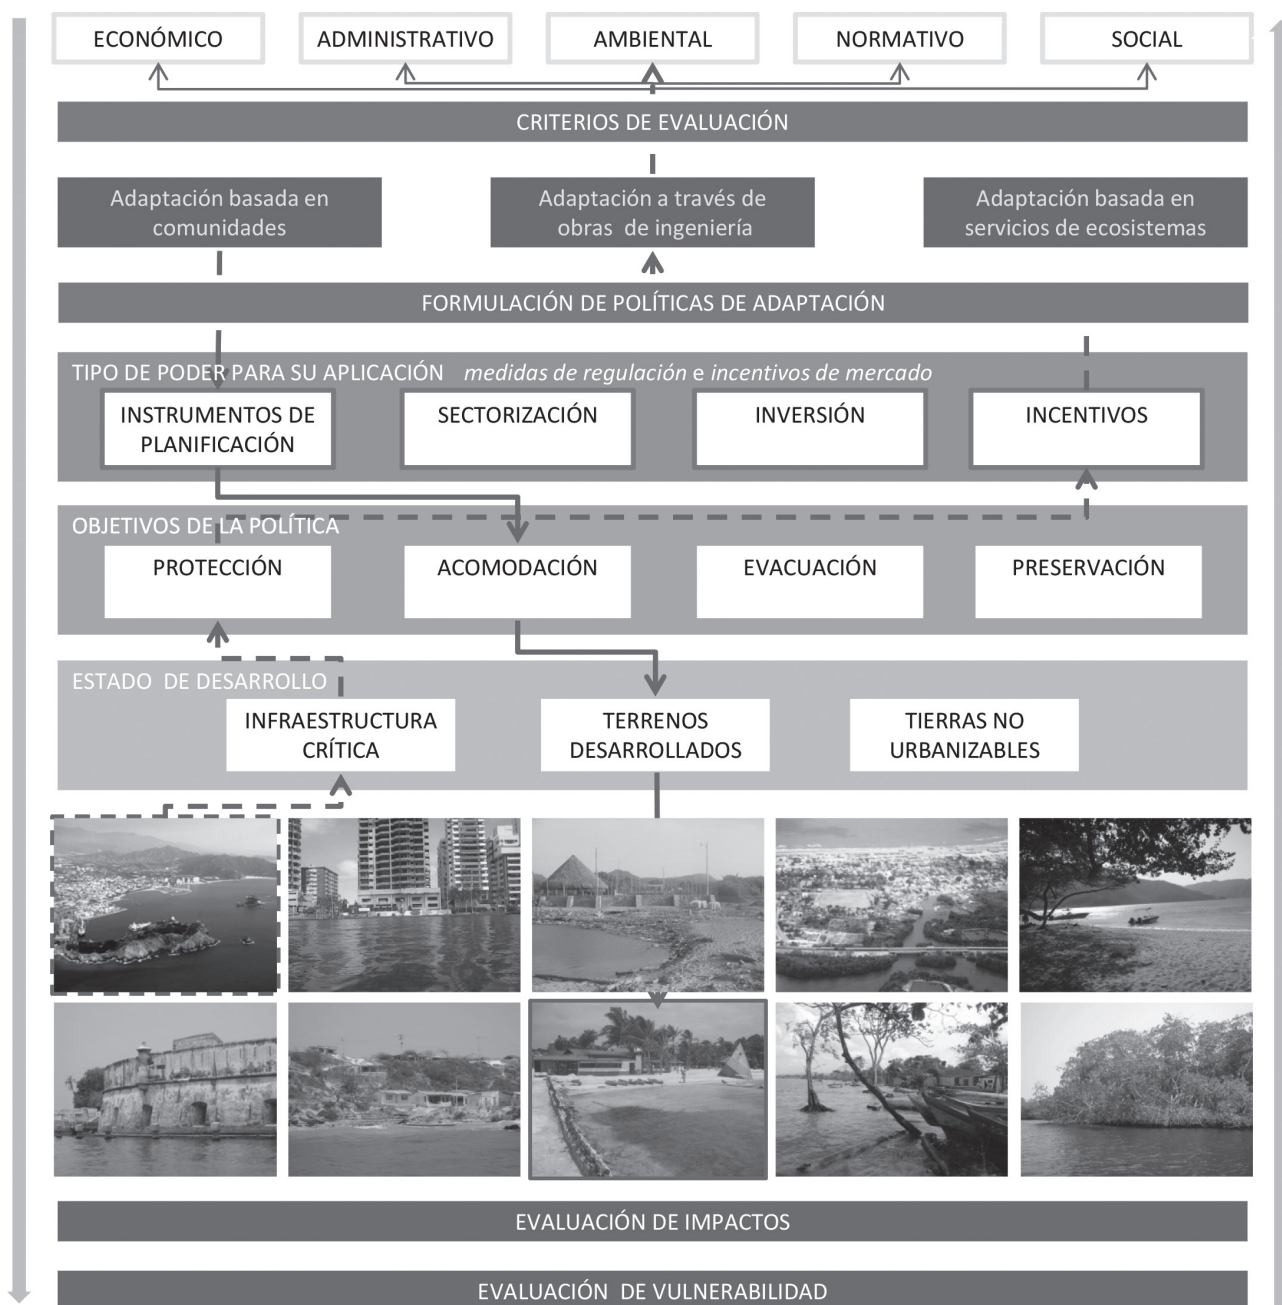 ECONÓMICO
ADMINISTRATIVO
AMBIENTAL
NORMATIVO
SOCIAL
CRITERIOS DE EVALUACIÓN
Adaptación basada en
comunidades
Adaptación a través de
obras de ingeniería
Adaptación basada en
servicios de ecosistemas
FORMULACIÓN DE POLÍTICAS DE ADAPTACIÓN
TIPO DE PODER PARA SU APLICACIÓN medidas de regulación e incentivos de mercado
INSTRUMENTOS DE
PLANIFICACIÓN
SECTORIZACIÓN
INVERSIÓN
INCENTIVOS
OBJETIVOS DE LA POLÍTICA
PROTECCIÓN
ACOMODACIÓN
EVACUACIÓN
PRESERVACIÓN
ESTADO DE DESARROLLO
INFRAESTRUCTURA
CRÍTICA
TERRENOS
DESARROLLADOS
TIERRAS NO
URBANIZABLES
EVALUACIÓN DE IMPACTOS
EVALUACIÓN DE VULNERABILIDAD